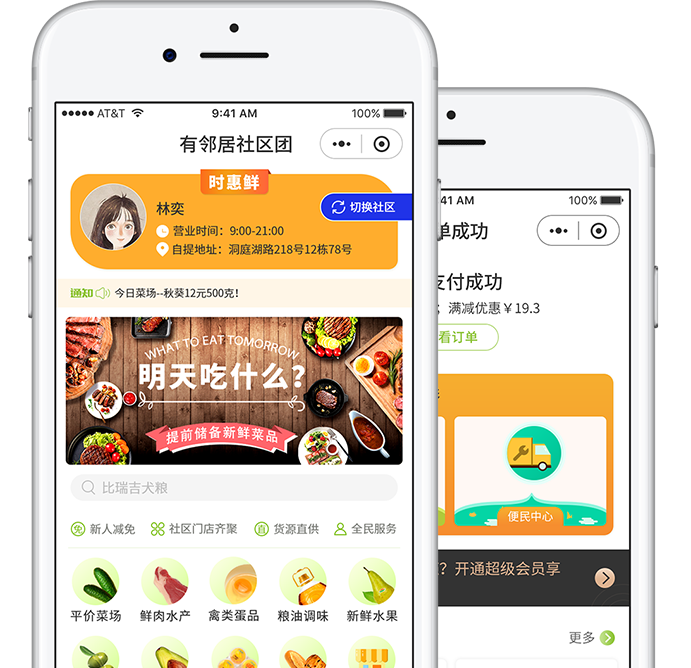 ●●●●● AT&T 9:41 AM 100%
有邻居社区团
时惠鲜
林奕
切换社区
营业时间：9:00-21:00
自提地址：洞庭湖路218号12栋78号
通知 今日菜场--秋葵12元500克！
WHAT TO EAT TOMORROW
明天吃什么？
提前储备新鲜菜品
比瑞吉犬粮
免 新人减免 社区门店齐聚 直 货源直供 全民服务
平价菜场 鲜肉水产 禽类蛋品 粮油调味 新鲜水果
41 AM 100%
单成功
支付成功
；满减优惠￥19.3
看订单
便民中心
？开通超级会员享
更多